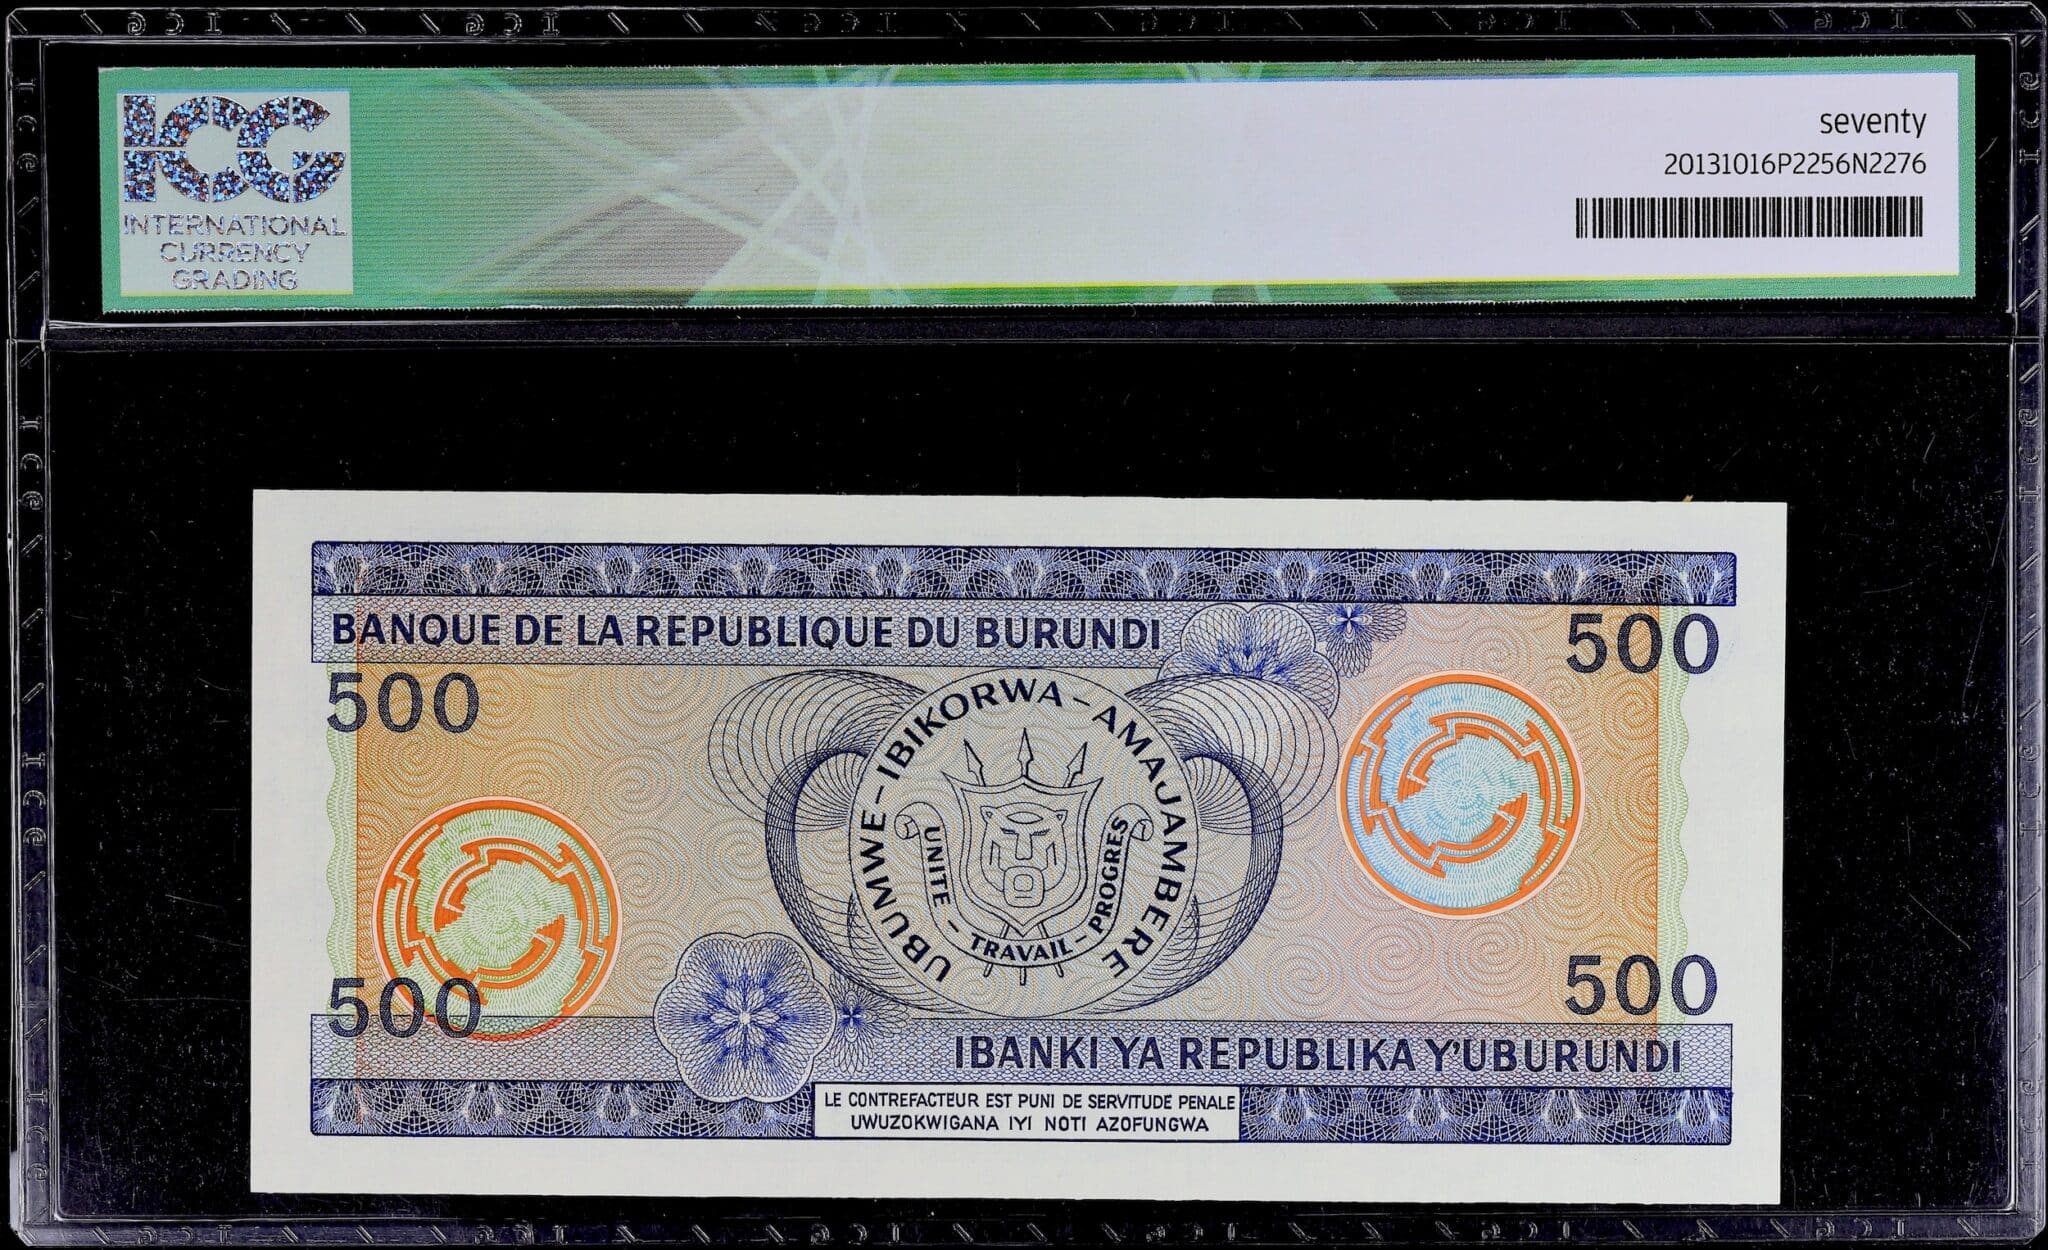 ICG
INTERNATIONAL
CURRENCY
GRADING
seventy
20131016P2256N2276
BANQUE DE LA REPUBLIQUE DU BURUNDI
500
500
UBUMWE-IBIKORWA-AMAJAMBERE
UNITE - TRAVAIL - PROGRES
500
500
IBANKI YA REPUBLIKA Y'UBURUNDI
LE CONTREFACTEUR EST PUNI DE SERVITUDE PENALE
UWUZOKWIGANA IYI NOTI AZOFUNGWA